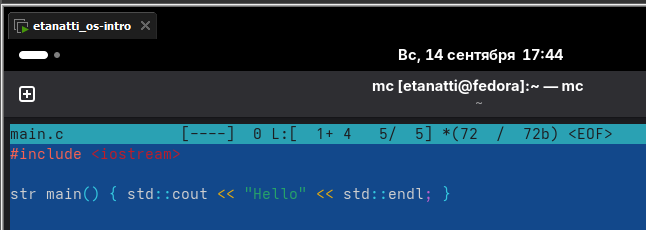 etanatti_os-intro
Вс, 14 сентября 17:44
mc [etanatti@fedora]:~ — mc
~
main.c [----] 0 L:[ 1+ 4 5/ 5] *(72 / 72b) <EOF>
#include <iostream>
str main() { std::cout << "Hello" << std::endl; }